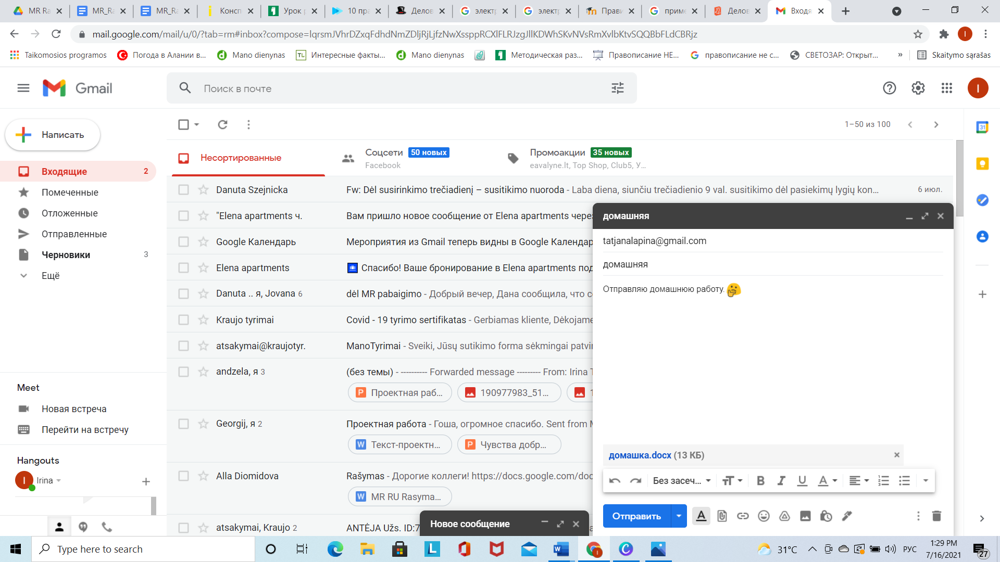 MR Ra
MR_Ra
MR_Ra
Консп
Урок р
10 пра
Делов
электр
электр
Прави
приме
Делов
Входя
mail.google.com/mail/u/0/?tab=rm#inbox?compose=lqrsmJVhrDZxqFdhdNmZDljRjLjfzNwXssppRCXlFLRJzgJllKDWhSKvNVsRmXvlbKtvSQQBbFLdCBRjz
Taikomosios programos
Погода в Алании в...
Mano dienynas
Интересные факты...
Mano dienynas
Методическая раз...
Правописание НЕ...
правописание не с...
СВЕТОЗАР: Открыт...
»
Skaitymo sąrašas
Gmail
Поиск в почте
Написать
1–50 из 100
Несортированные
Соцсети 50 новых
Facebook
Промоакции 35 новых
eavalyne.lt, Top Shop, Club5, У...
Входящие 2
Помеченные
Отложенные
Отправленные
Черновики 3
Ещё
Danuta Szejnicka Fw: Dėl susirinkimo trečiadienį – susitikimo nuoroda - Laba diena, siunčiu trečiadienio 9 val. susitikimo dėl pasiekimų lygių kon... 6 июл.
"Elena apartments ч. Вам пришло новое сообщение от Elena apartments через
Google Календарь Мероприятия из Gmail теперь видны в Google Календар
Elena apartments Спасибо! Ваше бронирование в Elena apartments под
Danuta .. я, Jovana 6 dėl MR pabaigimo - Добрый вечер, Дана сообщила, что с
Kraujo tyrimai Covid - 19 tyrimo sertifikatas - Gerbiamas kliente, Dėkojame
atsakymai@kraujotyr. ManoTyrimai - Sveiki, Jūsų sutikimo forma sėkmingai patvir
andzela, я 3 (без темы) - ---------- Forwarded message --------- From: Irina T
Проектная раб... 190977983_51... 1
Georgij, я 2 Проектная работа - Гоша, огромное спасибо. Sent from M
Текст-проектн... Чувства добр...
Alla Diomidova Rašymas - Дорогие коллеги! https://docs.google.com/doc
MR RU Rasyma...
atsakymai, Kraujo 2 ANTĖJA Užs. ID:7
Meet
Новая встреча
Перейти на встречу
Hangouts
Irina
Новое сообщение
домашняя
tatjanalapina@gmail.com
домашняя
Отправляю домашнюю работу.
домашка.docx (13 КБ)
Без засеч...
Отправить
Type here to search
31°C
РУС
1:29 PM
7/16/2021
27